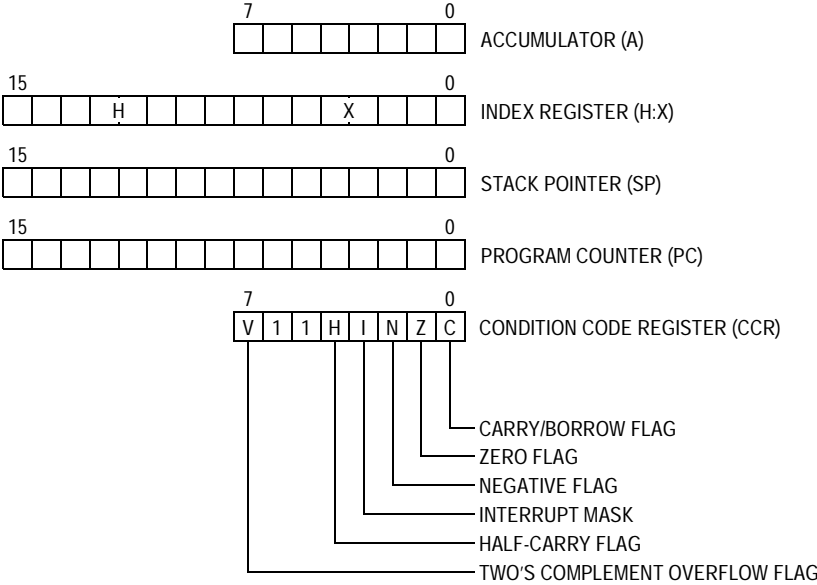 7 0
ACCUMULATOR (A)
15 0
H X
INDEX REGISTER (H:X)
15 0
STACK POINTER (SP)
15 0
PROGRAM COUNTER (PC)
7 0
V 1 1 H I N Z C
CONDITION CODE REGISTER (CCR)
CARRY/BORROW FLAG
ZERO FLAG
NEGATIVE FLAG
INTERRUPT MASK
HALF-CARRY FLAG
TWO'S COMPLEMENT OVERFLOW FLAG